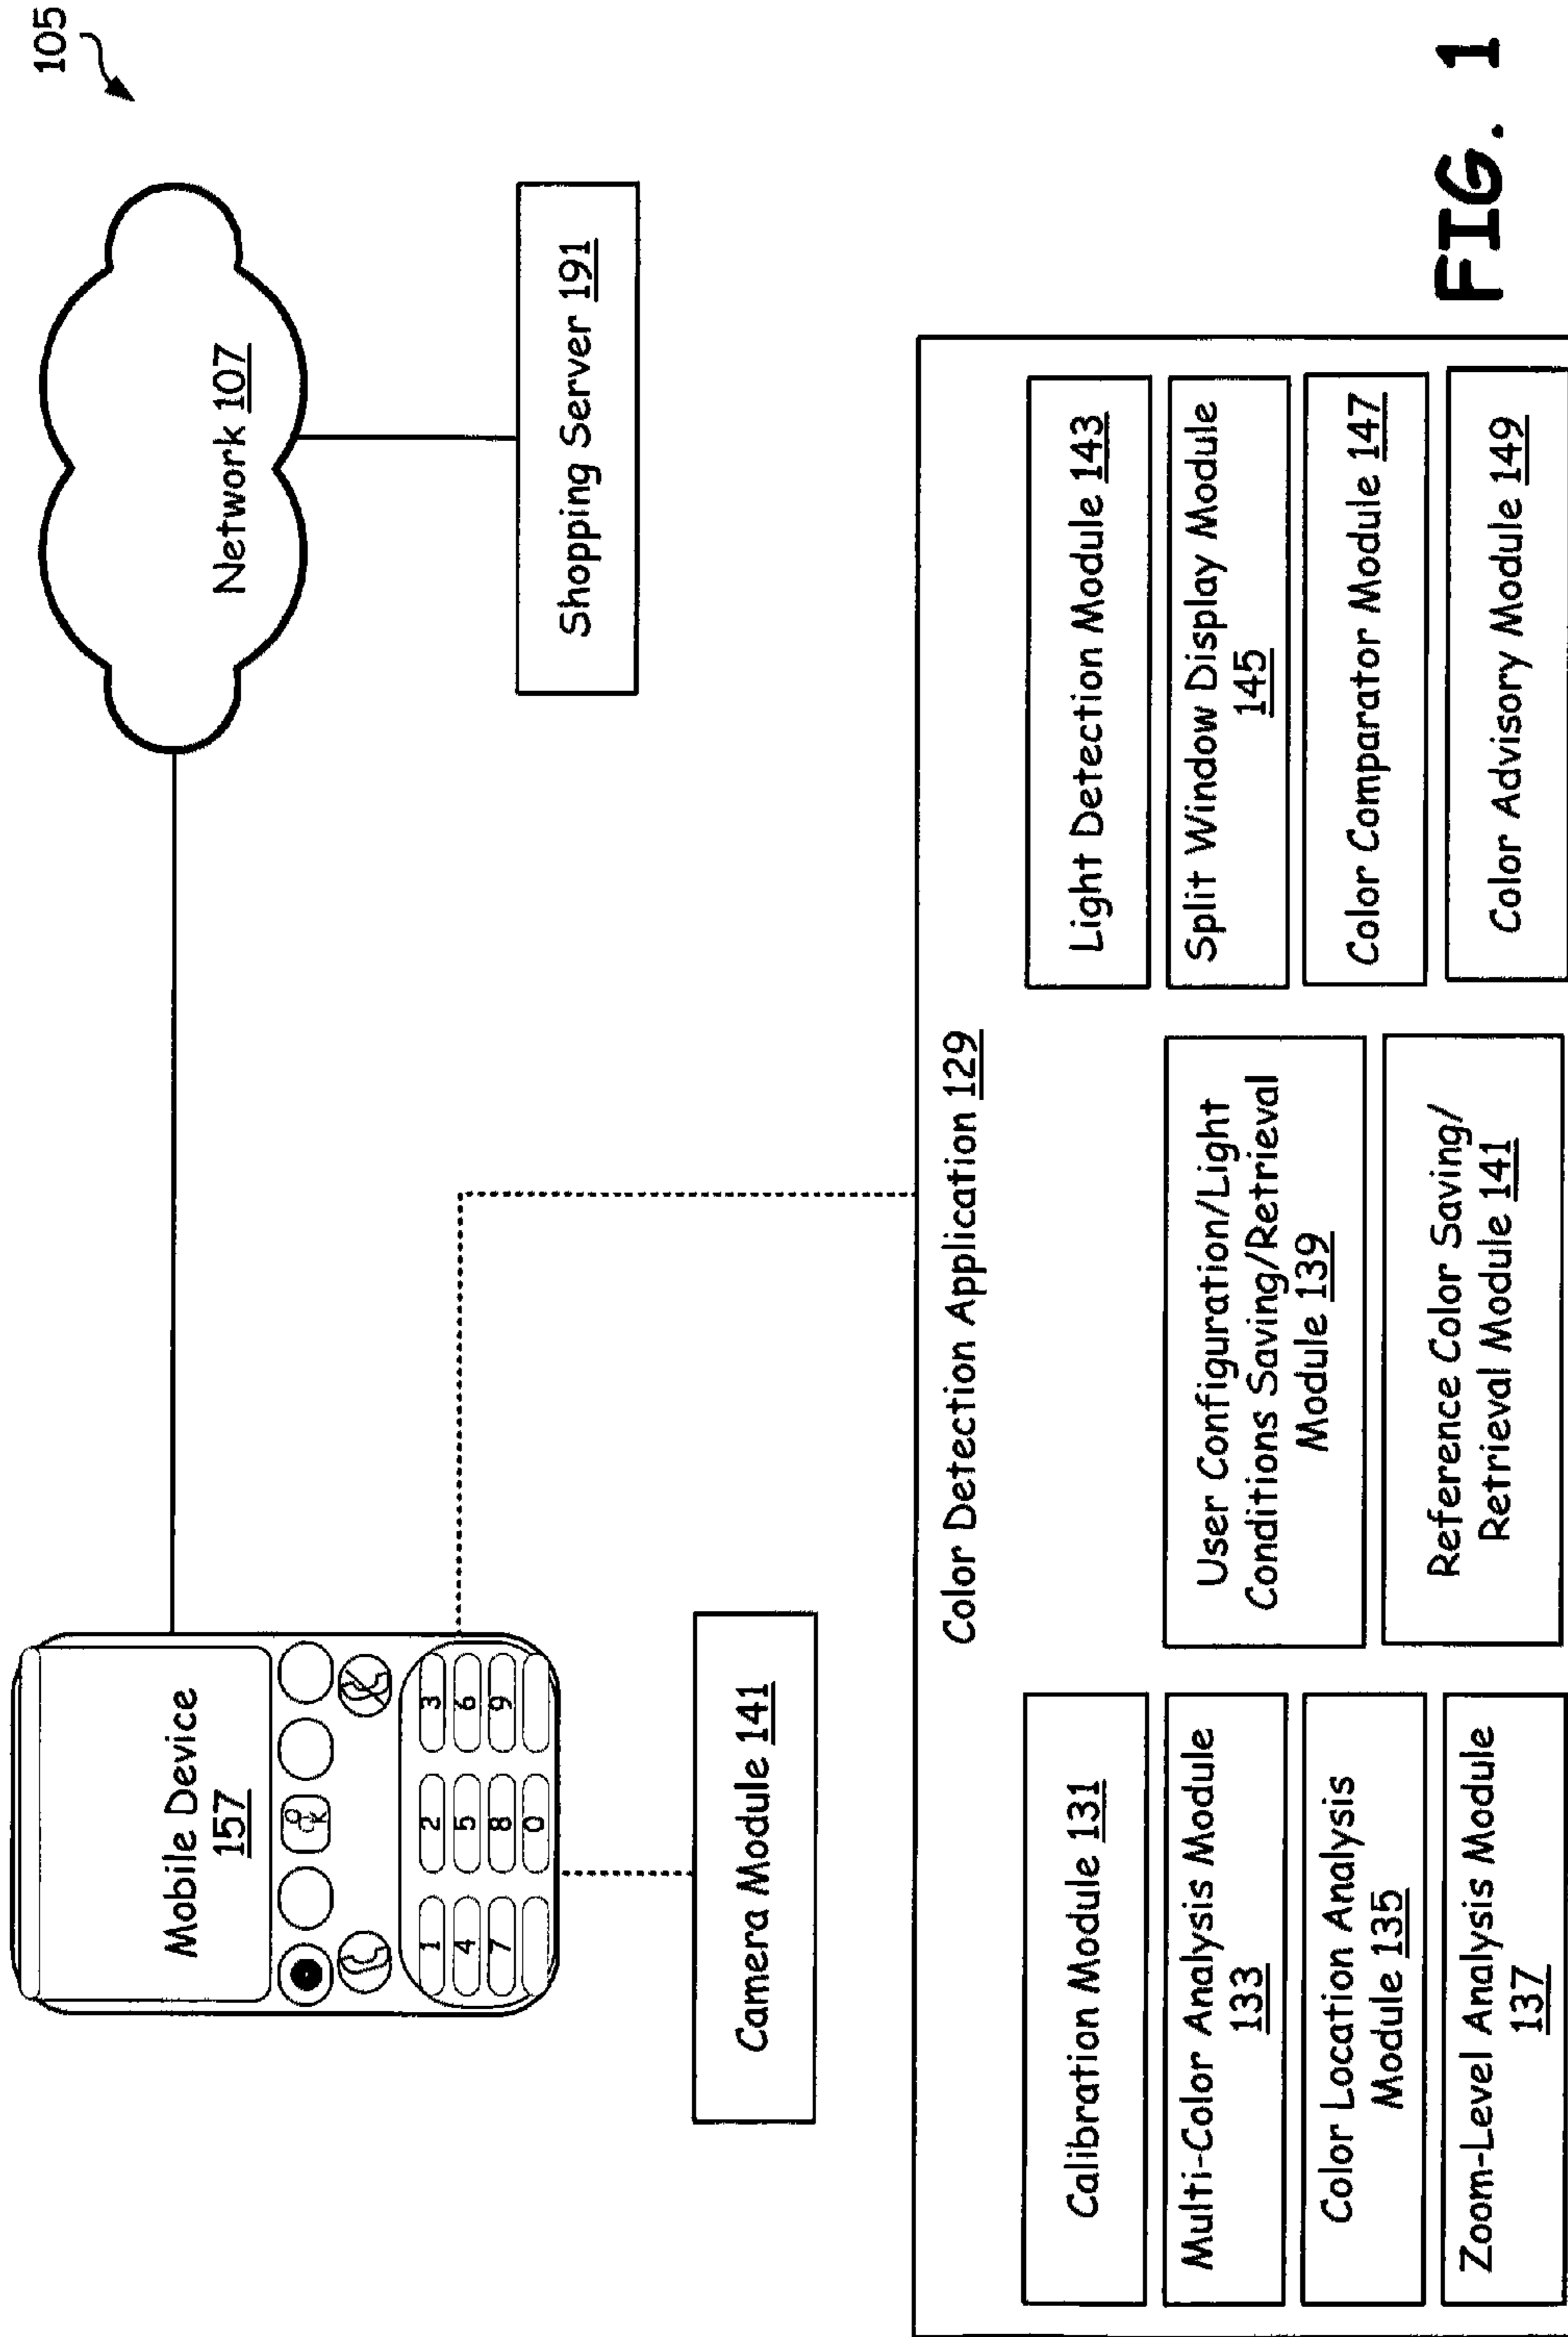 105
Mobile Device
157
1 2 3
4 5 6
7 8 9
0
OK
Network 107
Shopping Server 191
Camera Module 141
Color Detection Application 129
Calibration Module 131
Multi-Color Analysis Module
133
Color Location Analysis
Module 135
Zoom-Level Analysis Module
137
User Configuration/Light
Conditions Saving/Retrieval
Module 139
Reference Color Saving/
Retrieval Module 141
Light Detection Module 143
Split Window Display Module
145
Color Comparator Module 147
Color Advisory Module 149
FIG. 1